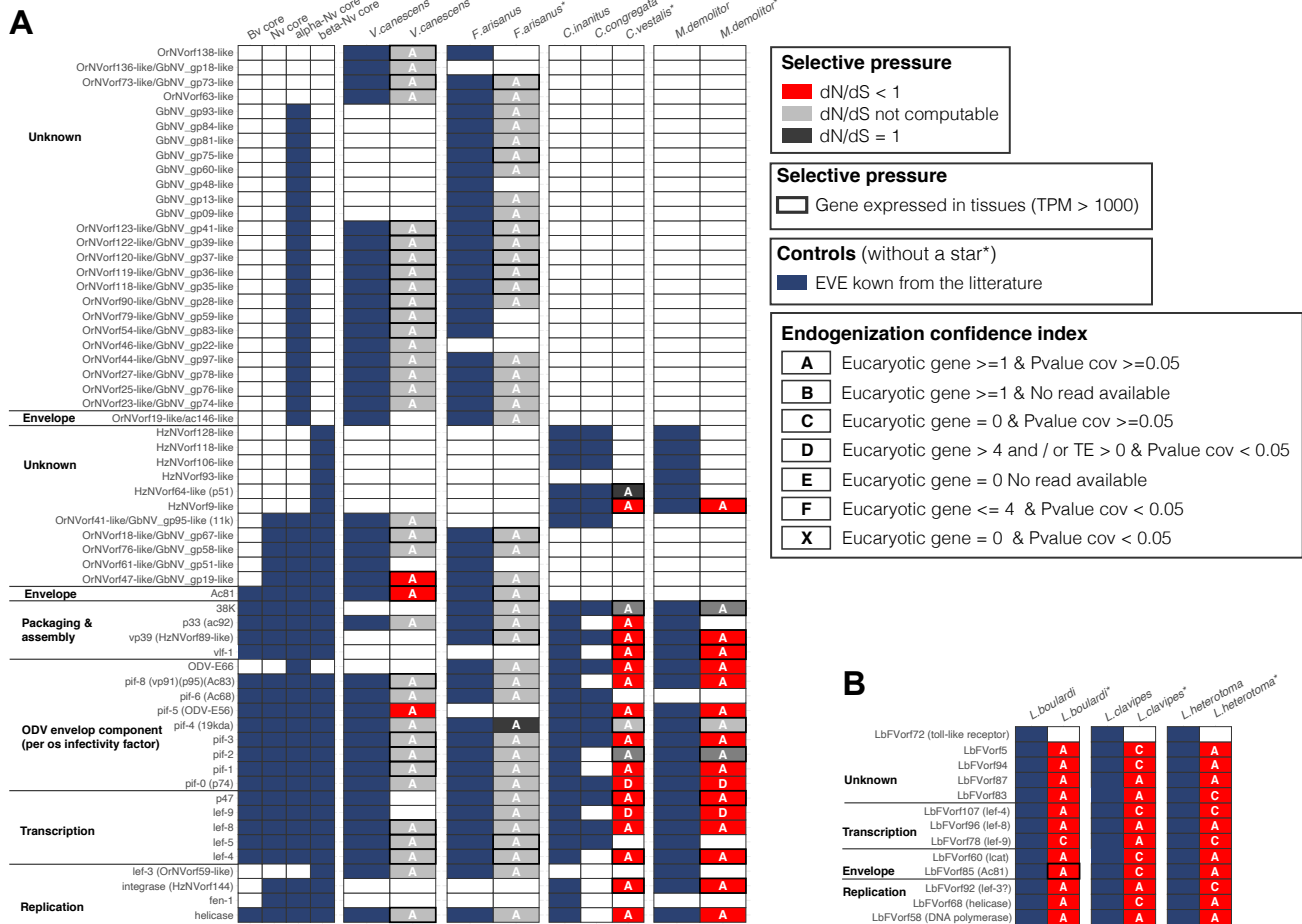 A
Bv core
Nv core
alpha-Nv core
beta-Nv core
V.canescens
V.canescens
F.arisanus
F.arisanus*
C.inanitus
C.congregata
C.vestalis*
M.demolitor
M.demolitor*
OrNVorf138-like A
OrNVorf136-like/GbNV_gp18-like A
OrNVorf73-like/GbNV_gp73-like A A
OrNVorf63-like A A
GbNV_gp93-like A
Unknown
GbNV_gp84-like A
GbNV_gp81-like A
GbNV_gp75-like A
GbNV_gp60-like A
GbNV_gp48-like
GbNV_gp13-like A
GbNV_gp09-like A
OrNVorf123-like/GbNV_gp41-like A A
OrNVorf122-like/GbNV_gp39-like A A
OrNVorf120-like/GbNV_gp37-like A A
OrNVorf119-like/GbNV_gp36-like A A
OrNVorf118-like/GbNV_gp35-like A A
OrNVorf90-like/GbNV_gp28-like A A
OrNVorf79-like/GbNV_gp59-like A
OrNVorf54-like/GbNV_gp83-like A
OrNVorf46-like/GbNV_gp22-like A
OrNVorf44-like/GbNV_gp97-like A A
OrNVorf27-like/GbNV_gp78-like A A
OrNVorf25-like/GbNV_gp76-like A A
OrNVorf23-like/GbNV_gp74-like A A
Envelope OrNVorf19-like/ac146-like A
HzNVorf128-like
HzNVorf118-like
Unknown HzNVorf106-like
HzNVorf93-like
HzNVorf64-like (p51) A
HzNVorf9-like A A
OrNVorf41-like/GbNV_gp95-like (11k) A
OrNVorf18-like/GbNV_gp67-like A A
OrNVorf76-like/GbNV_gp58-like A A
OrNVorf61-like/GbNV_gp51-like
OrNVorf47-like/GbNV_gp19-like A A
Envelope Ac81 A A
38K A A A
Packaging & assembly
p33 (ac92) A A A
vp39 (HzNVorf89-like) A A A
vlf-1 A A
ODV-E66 A A A
pif-8 (vp91)(p95)(Ac83) A A A A
pif-6 (Ac68) A A
pif-5 (ODV-E56) A A A
ODV envelop component (per os infectivity factor)
pif-4 (19kda) A A A A
pif-3 A A A A
pif-2 A A A A
pif-1 A A A A
pif-0 (p74) A A D D
p47 A A A
lef-9 A D D
Transcription lef-8 A A A A
lef-5 A A
lef-4 A A A A
lef-3 (OrNVorf59-like) A A
integrase (HzNVorf144) A A
Replication fen-1
helicase A A A A
Selective pressure
dN/dS < 1
dN/dS not computable
dN/dS = 1
Selective pressure
Gene expressed in tissues (TPM > 1000)
Controls (without a star*)
EVE kown from the litterature
Endogenization confidence index
A Eucaryotic gene >=1 & Pvalue cov >=0.05
B Eucaryotic gene >=1 & No read available
C Eucaryotic gene = 0 & Pvalue cov >=0.05
D Eucaryotic gene > 4 and / or TE > 0 & Pvalue cov < 0.05
E Eucaryotic gene = 0 No read available
F Eucaryotic gene <= 4 & Pvalue cov < 0.05
X Eucaryotic gene = 0 & Pvalue cov < 0.05
B
L.boulardi
L.boulardi*
L.clavipes
L.clavipes*
L.heterotoma
L.heterotoma*
LbFVorf72 (toll-like receptor)
LbFVorf5 A C A
Unknown
LbFVorf94 A C A
LbFVorf87 A A A
LbFVorf83 A A C
LbFVorf107 (lef-4) A C A
Transcription LbFVorf96 (lef-8) A A A
LbFVorf78 (lef-9) C A A
LbFVorf60 (lcat) A C A
Envelope LbFVorf85 (Ac81) A C A
Replication LbFVorf92 (lef-3?) A A C
LbFVorf68 (helicase) A C A
LbFVorf58 (DNA polymerase) A A A